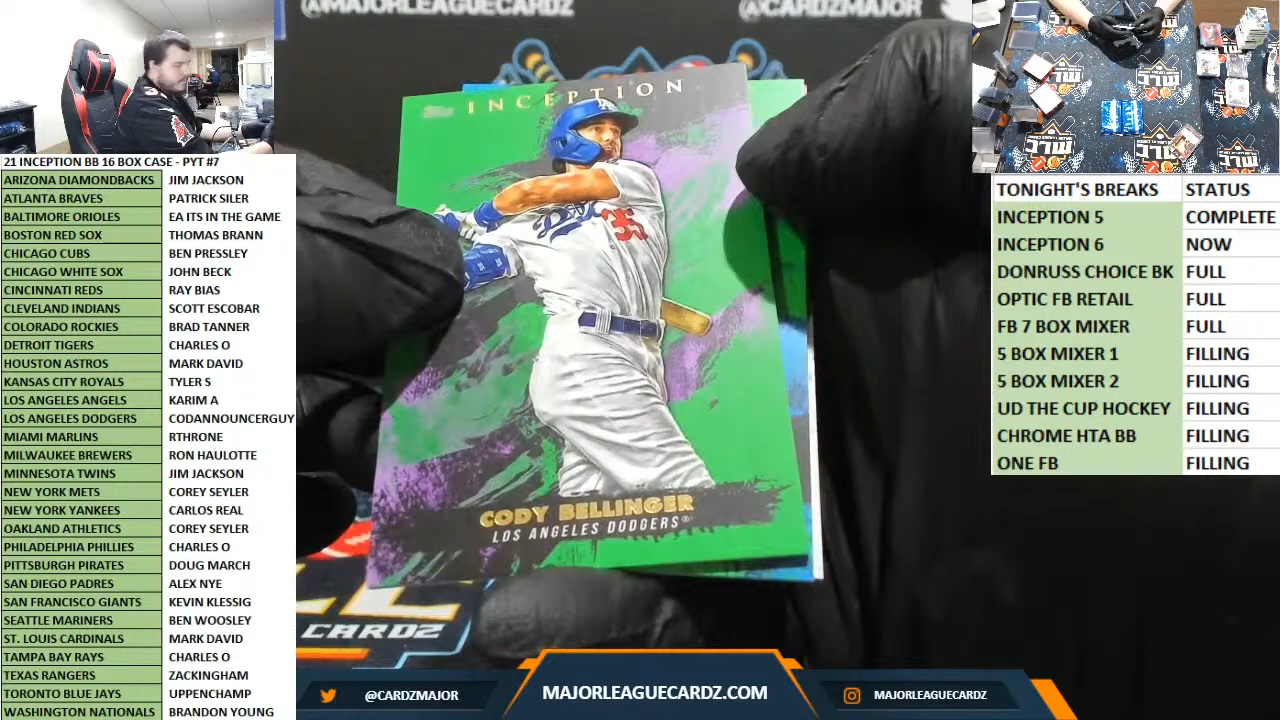 @MAJORLEAGUECARDZ
@CARDZMAJOR
INCEPTION
Dodgers
35
CODY BELLINGER
LOS ANGELES DODGERS®
CARDZ
21 INCEPTION BB 16 BOX CASE - PYT #7
ARIZONA DIAMONDBACKS JIM JACKSON
ATLANTA BRAVES PATRICK SILER
BALTIMORE ORIOLES EA ITS IN THE GAME
BOSTON RED SOX THOMAS BRANN
CHICAGO CUBS BEN PRESSLEY
CHICAGO WHITE SOX JOHN BECK
CINCINNATI REDS RAY BIAS
CLEVELAND INDIANS SCOTT ESCOBAR
COLORADO ROCKIES BRAD TANNER
DETROIT TIGERS CHARLES O
HOUSTON ASTROS MARK DAVID
KANSAS CITY ROYALS TYLER S
LOS ANGELES ANGELS KARIM A
LOS ANGELES DODGERS CODANNOUNCERGUY
MIAMI MARLINS RTHRONE
MILWAUKEE BREWERS RON HAULOTTE
MINNESOTA TWINS JIM JACKSON
NEW YORK METS COREY SEYLER
NEW YORK YANKEES CARLOS REAL
OAKLAND ATHLETICS COREY SEYLER
PHILADELPHIA PHILLIES CHARLES O
PITTSBURGH PIRATES DOUG MARCH
SAN DIEGO PADRES ALEX NYE
SAN FRANCISCO GIANTS KEVIN KLESSIG
SEATTLE MARINERS BEN WOOSLEY
ST. LOUIS CARDINALS MARK DAVID
TAMPA BAY RAYS CHARLES O
TEXAS RANGERS ZACKINGHAM
TORONTO BLUE JAYS UPPENCHAMP
WASHINGTON NATIONALS BRANDON YOUNG
TONIGHT'S BREAKS STATUS
INCEPTION 5 COMPLETE
INCEPTION 6 NOW
DONRUSS CHOICE BK FULL
OPTIC FB RETAIL FULL
FB 7 BOX MIXER FULL
5 BOX MIXER 1 FILLING
5 BOX MIXER 2 FILLING
UD THE CUP HOCKEY FILLING
CHROME HTA BB FILLING
ONE FB FILLING
@CARDZMAJOR
MAJORLEAGUECARDZ.COM
MAJORLEAGUECARDZ